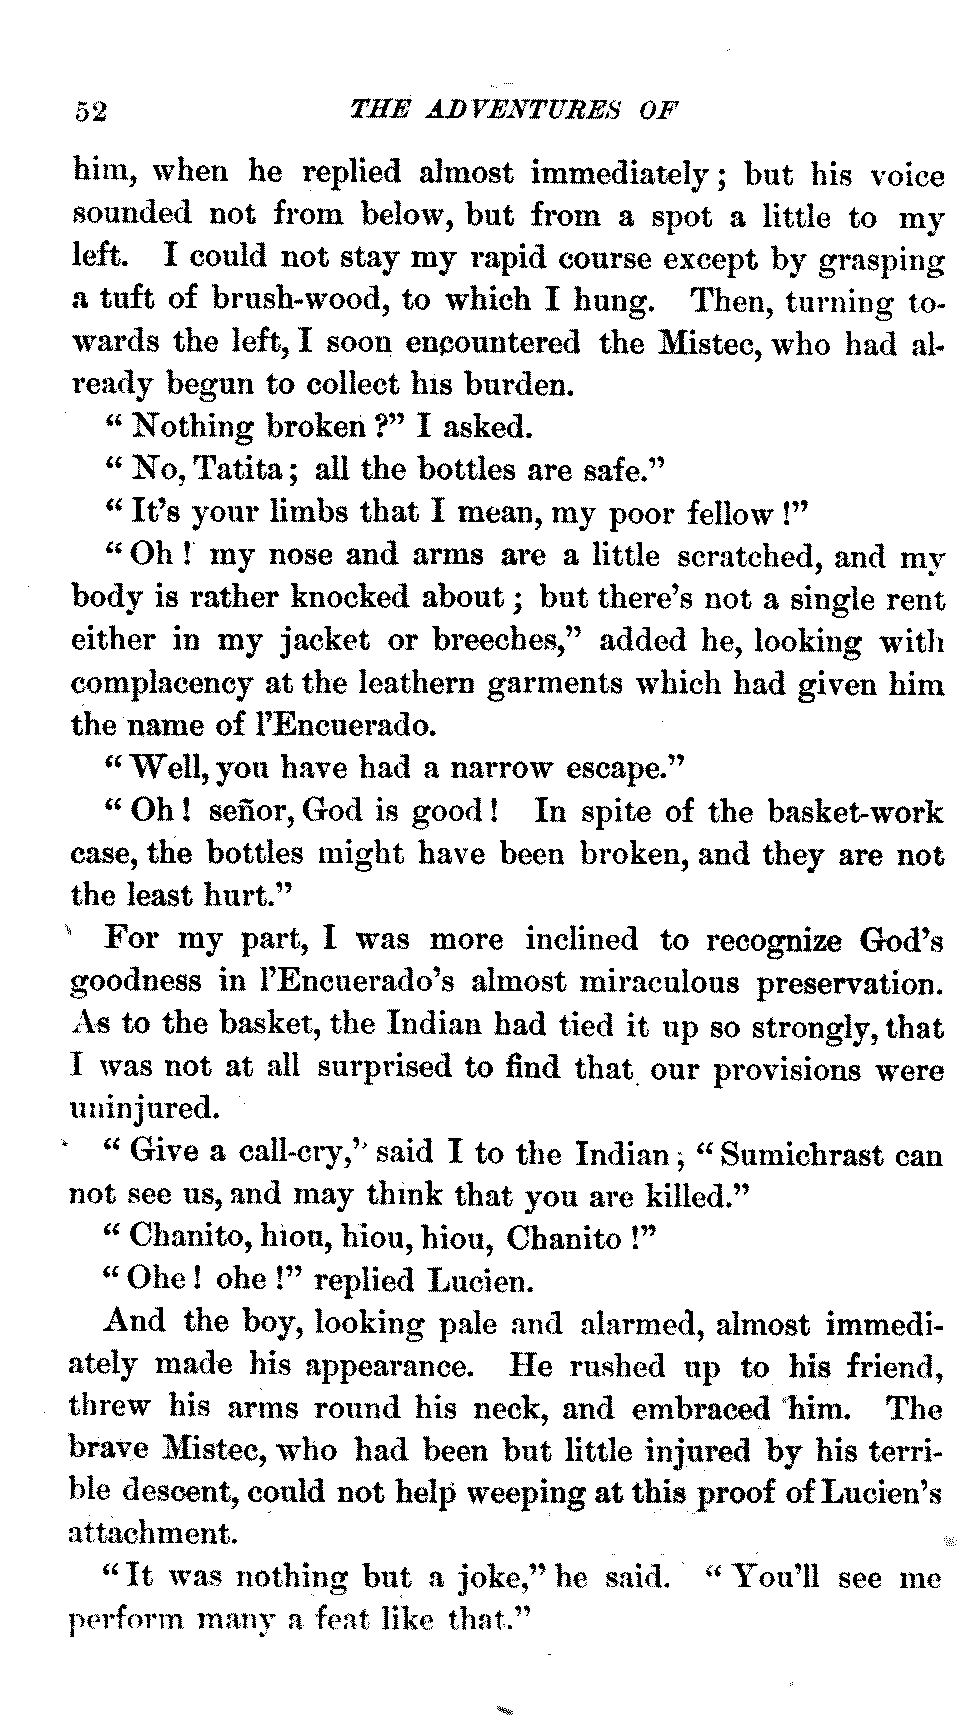 52 THE ADVENTURES OF
him, when he replied almost immediately; but his voice
sounded not from below, but from a spot a little to my
left. I could not stay my rapid course except by grasping
a tuft of brush-wood, to which I hung. Then, turning to-
wards the left, I soon encountered the Mistec, who had al-
ready begun to collect his burden.
“Nothing broken?” I asked.
“No, Tatita; all the bottles are safe.”
“It’s your limbs that I mean, my poor fellow!”
“Oh! my nose and arms are a little scratched, and my
body is rather knocked about; but there’s not a single rent
either in my jacket or breeches,” added he, looking with
complacency at the leathern garments which had given him
the name of l’Encuerado.
“Well, you have had a narrow escape.”
“Oh! señor, God is good! In spite of the basket-work
case, the bottles might have been broken, and they are not
the least hurt.”
For my part, I was more inclined to recognize God’s
goodness in l’Encuerado’s almost miraculous preservation.
As to the basket, the Indian had tied it up so strongly, that
I was not at all surprised to find that our provisions were
uninjured.
“Give a call-cry,” said I to the Indian; “Sumichrast can
not see us, and may think that you are killed.”
“Chanito, hiou, hiou, hiou, Chanito!”
“Ohe! ohe!” replied Lucien.
And the boy, looking pale and alarmed, almost immedi-
ately made his appearance. He rushed up to his friend,
threw his arms round his neck, and embraced him. The
brave Mistec, who had been but little injured by his terri-
ble descent, could not help weeping at this proof of Lucien’s
attachment.
“It was nothing but a joke,” he said. “You’ll see me
perform many a feat like that.”